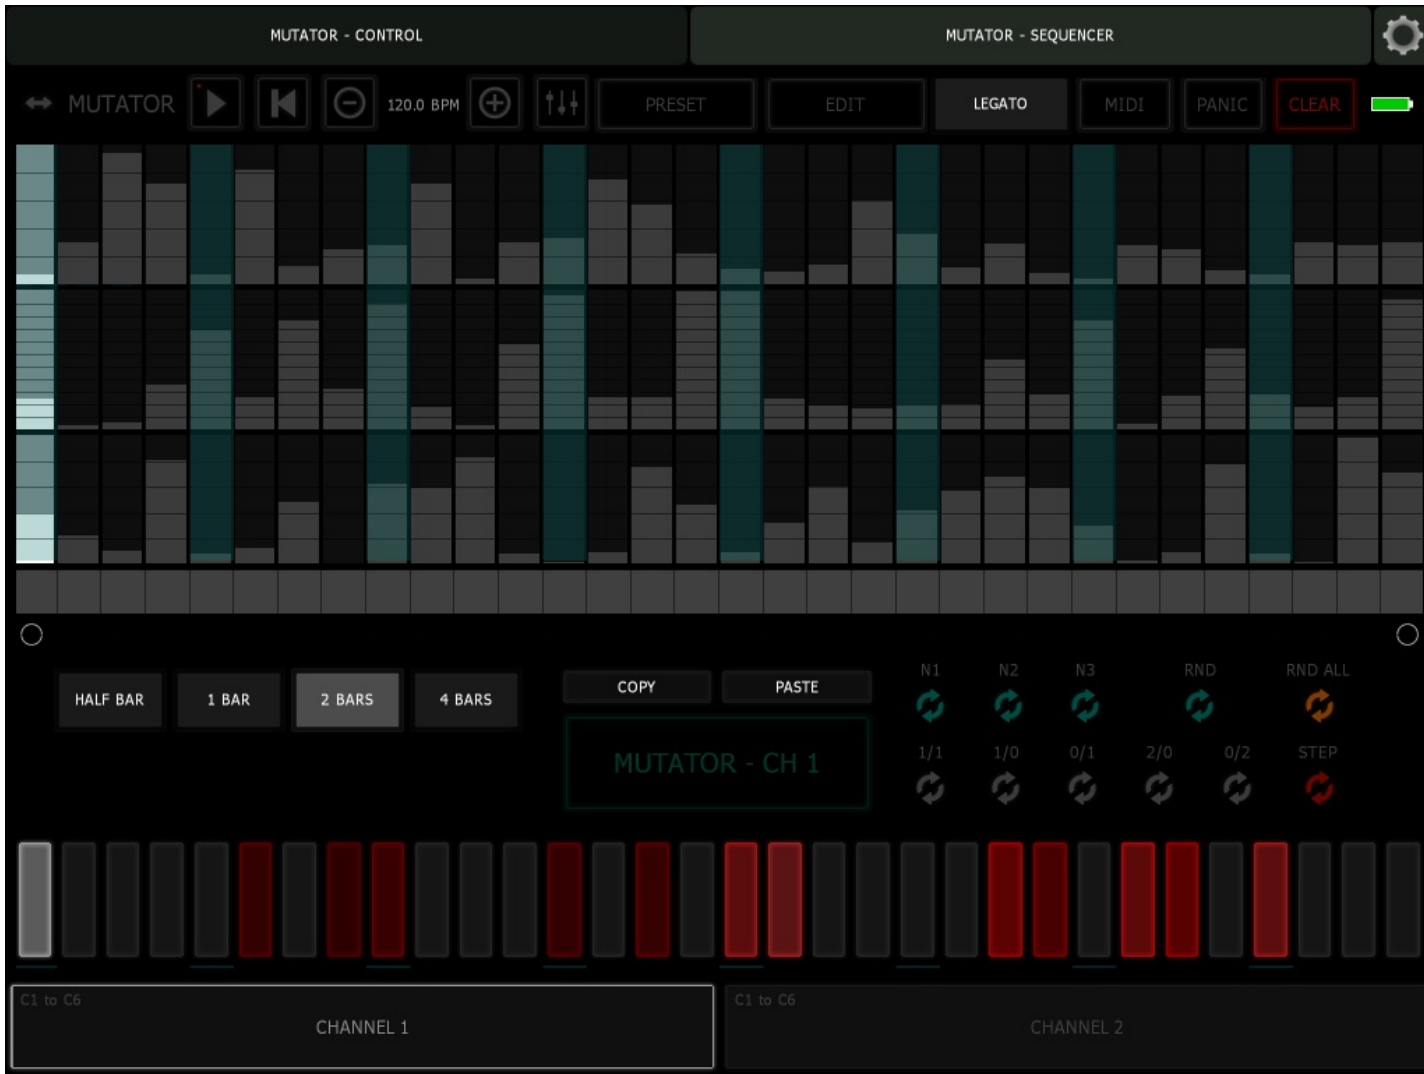 MUTATOR - CONTROL
MUTATOR - SEQUENCER
MUTATOR
120.0 BPM
PRESET
EDIT
LEGATO
MIDI
PANIC
CLEAR
HALF BAR
1 BAR
2 BARS
4 BARS
COPY
PASTE
MUTATOR - CH 1
N1
N2
N3
RND
RND ALL
1/1
1/0
0/1
2/0
0/2
STEP
C1 to C6
CHANNEL 1
C1 to C6
CHANNEL 2